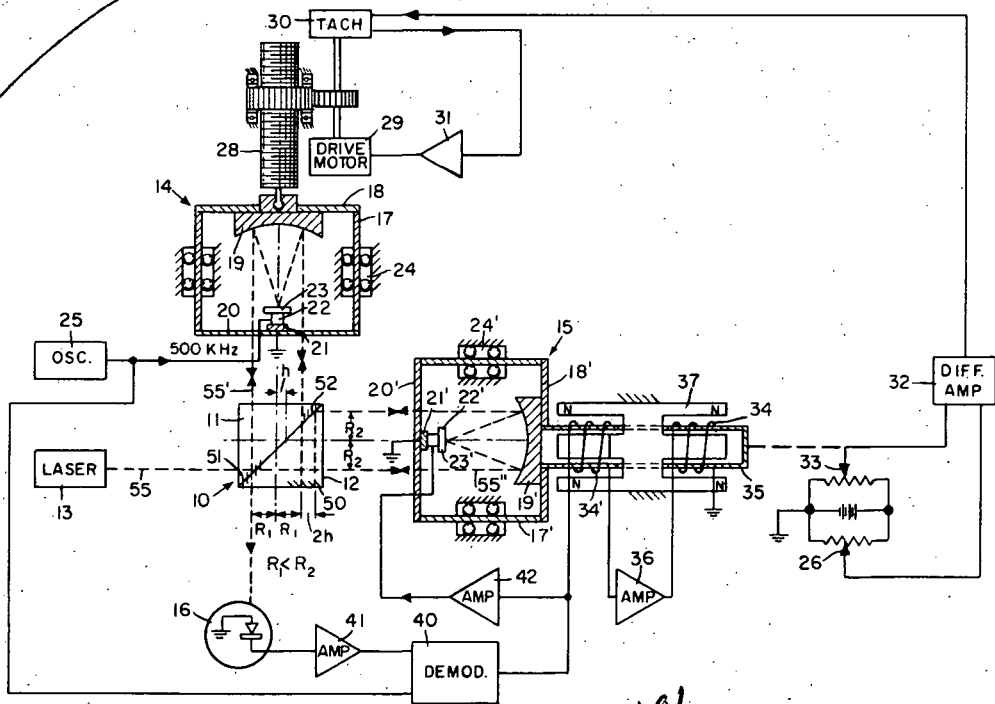 30
TACH
28
29
31
DRIVE
MOTOR
14
18
17
19
24
23
22
20
21
25
OSC.
500 KHz
55'
h
52
24'
15
20'
18'
21'
22'
37
N
N
34
32
DIFF.
AMP
11
R2
R2
LASER
51
55
13
10
12
50
23'
55"
19'
34'
N
35
33
R1
R1
2h
17'
26
R1<R2
42
AMP
36
AMP
16
41
AMP
40
DEMOD.